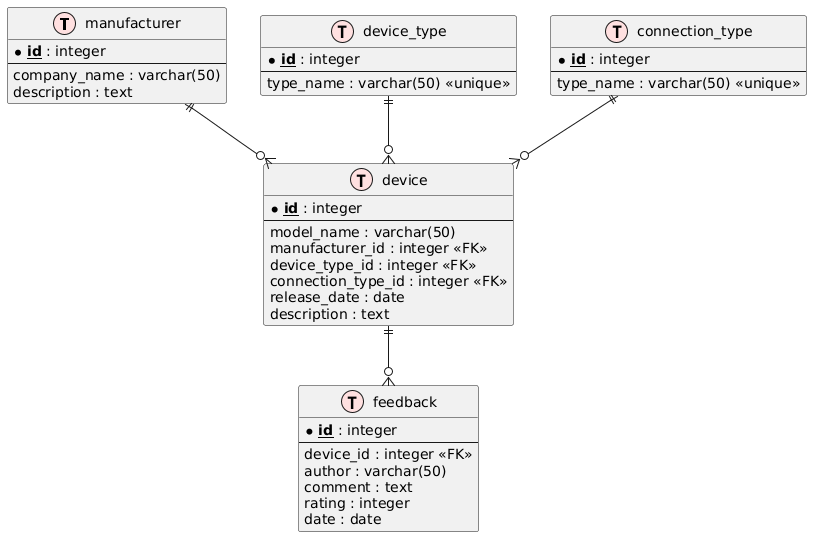 T manufacturer
* id : integer
company_name : varchar(50)
description : text
T device_type
* id : integer
type_name : varchar(50) «unique»
T connection_type
* id : integer
type_name : varchar(50) «unique»
T device
* id : integer
model_name : varchar(50)
manufacturer_id : integer «FK»
device_type_id : integer «FK»
connection_type_id : integer «FK»
release_date : date
description : text
T feedback
* id : integer
device_id : integer «FK»
author : varchar(50)
comment : text
rating : integer
date : date